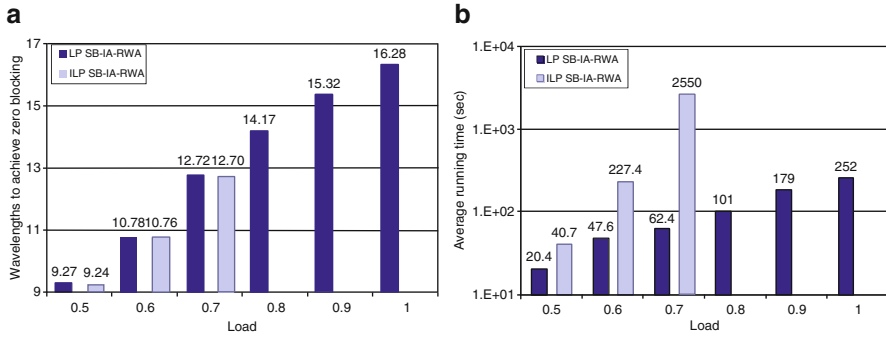 a
Wavelengths to achieve zero blocking
17
15
13
11
9
LP SB-IA-RWA
ILP SB-IA-RWA
9.27
9.24
10.78
10.76
12.72
12.70
14.17
15.32
16.28
0.5
0.6
0.7
0.8
0.9
1
Load
b
Average running time (sec)
1.E+04
1.E+03
1.E+02
1.E+01
LP SB-IA-RWA
ILP SB-IA-RWA
20.4
40.7
47.6
227.4
62.4
2550
101
179
252
0.5
0.6
0.7
0.8
0.9
1
Load